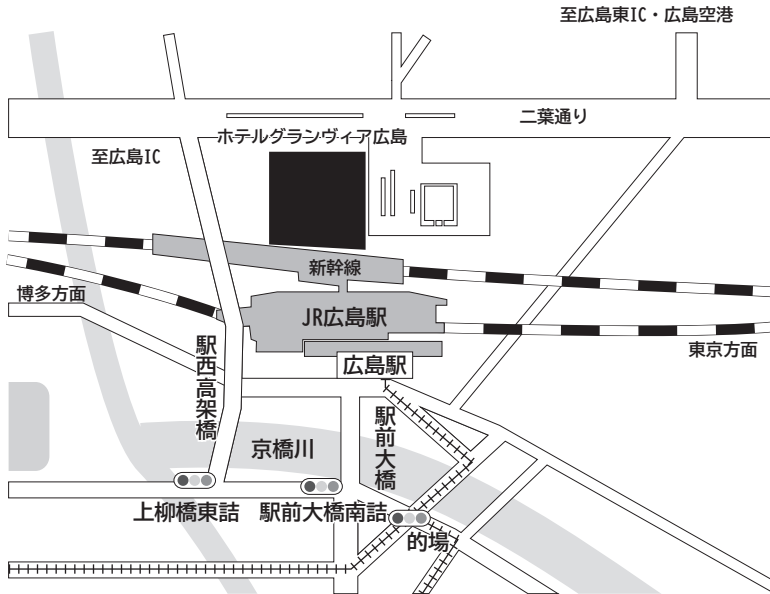 至広島東IC・広島空港
二葉通り
ホテルグランヴィア広島
至広島IC
新幹線
博多方面
JR広島駅
東京方面
広島駅
駅西高架橋
駅前大橋
京橋川
上柳橋東詰
駅前大橋南詰
的場